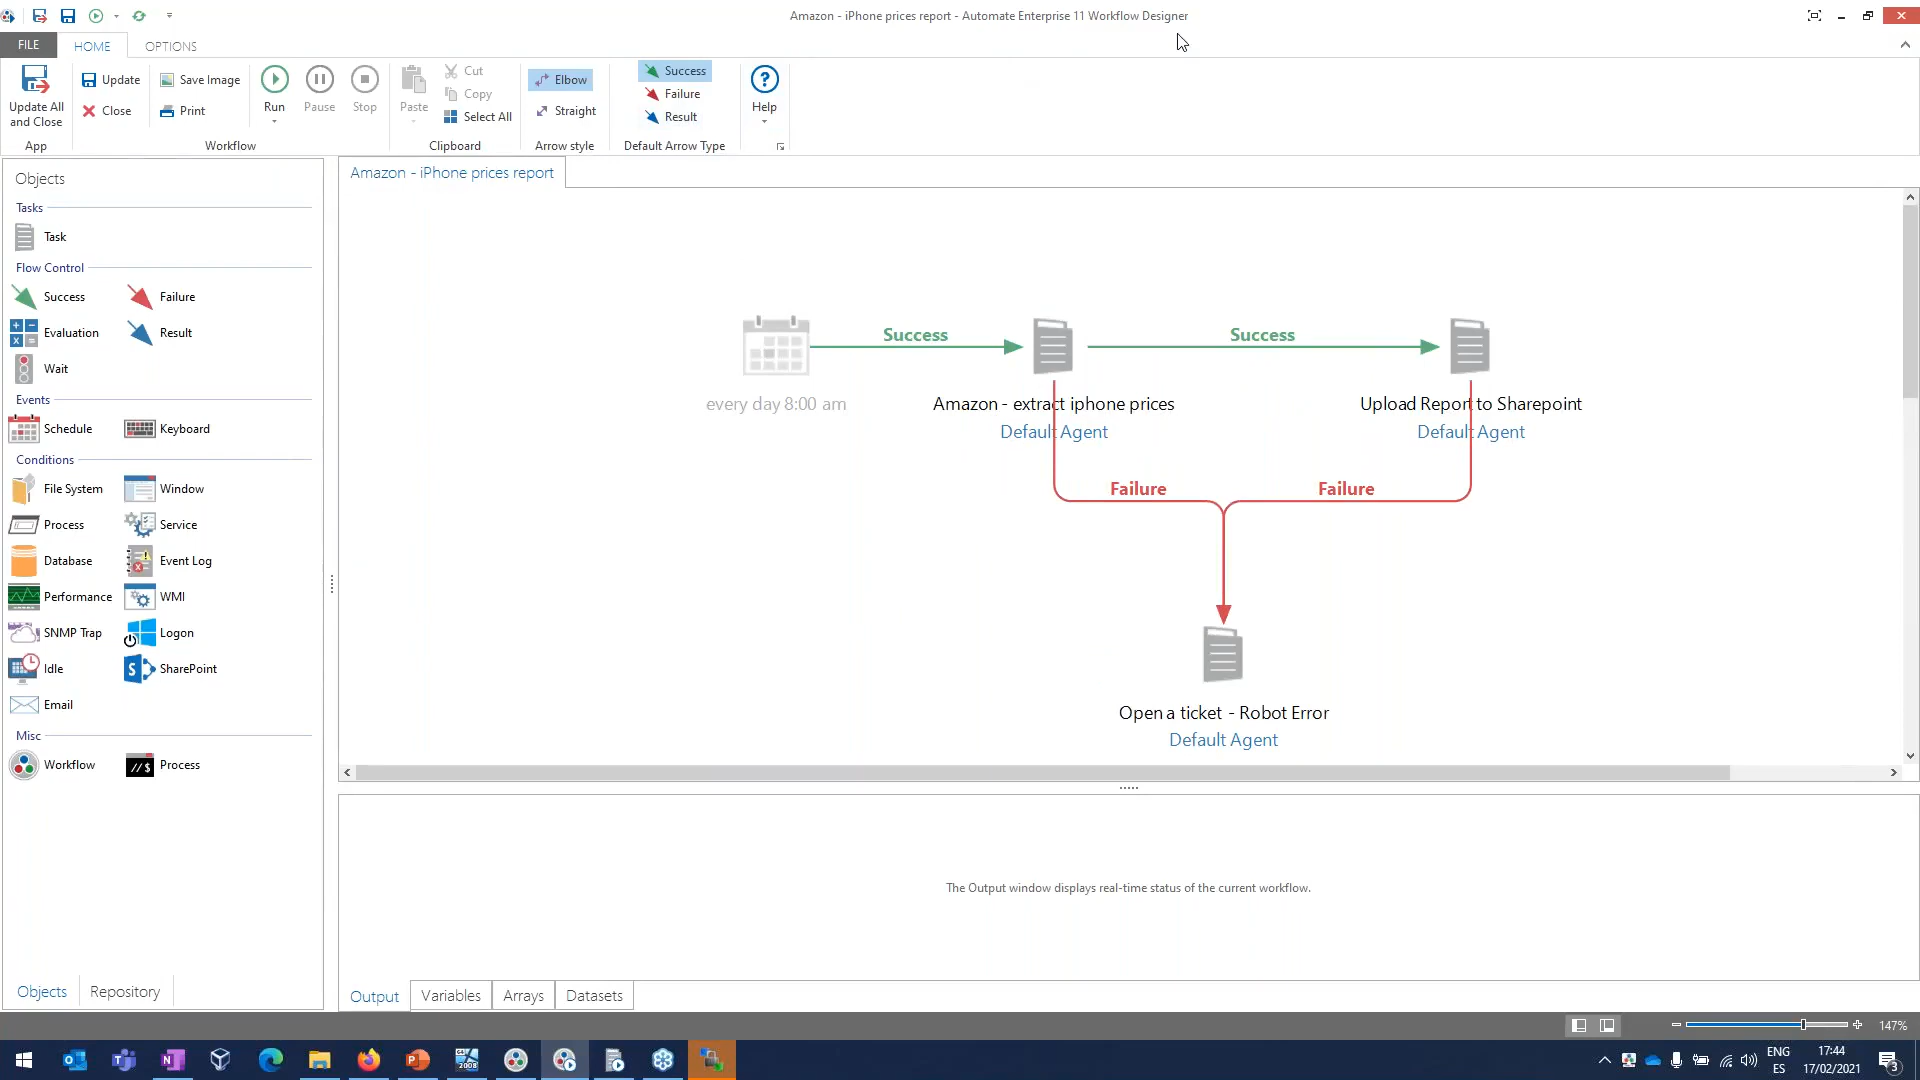 Amazon - iPhone prices report - Automate Enterprise 11 Workflow Designer
FILE
HOME
OPTIONS
Update All
and Close
App
Update
Close
Save Image
Print
Workflow
Run
Pause
Stop
Paste
Cut
Copy
Select All
Clipboard
Elbow
Straight
Arrow style
Success
Failure
Result
Default Arrow Type
Help
Objects
Tasks
Task
Flow Control
Success
Failure
Evaluation
Result
Wait
Events
Schedule
Keyboard
Conditions
File System
Window
Process
Service
Database
Event Log
Performance
WMI
SNMP Trap
Logon
Idle
SharePoint
Email
Misc
Workflow
Process
Objects
Repository
Amazon - iPhone prices report
Success
Success
every day 8:00 am
Amazon - extract iphone prices
Default Agent
Upload Report to Sharepoint
Default Agent
Failure
Failure
Open a ticket - Robot Error
Default Agent
The Output window displays real-time status of the current workflow.
Output
Variables
Arrays
Datasets
147%
ENG
ES
17:44
17/02/2021
3